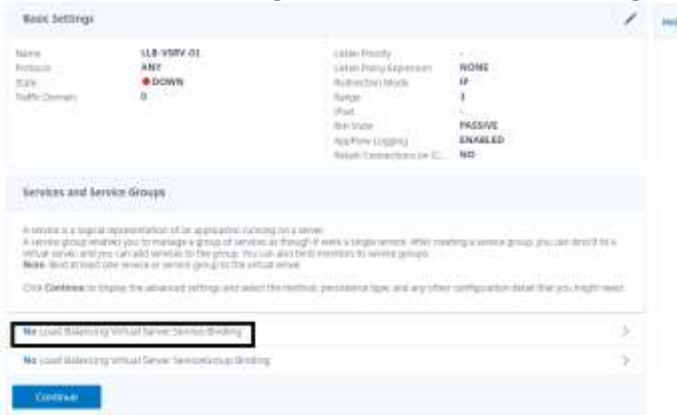 Basic Settings
Name LLB-VSRV-01
Protocol ANY
State DOWN
Traffic Domain 0
Listen Priority -
Listen Policy Expression NONE
Redirection Mode IP
Range 1
IPset -
RHI State PASSIVE
AppFlow Logging ENABLED
Retain Connections on C... NO
Services and Service Groups
A service is a logical representation of an application running on a server.
A service group enables you to manage a group of services as though it were a single service. After creating a service group, you can bind it to a
virtual server, and you can add services to the group. You can also bind monitors to service groups.
Note: Bind at least one service or service group to the virtual server.
Click Continue to display the advanced settings and select the method, persistence type, and any other configuration detail that you might need.
No Load Balancing Virtual Server Service Binding
No Load Balancing Virtual Server ServiceGroup Binding
Continue